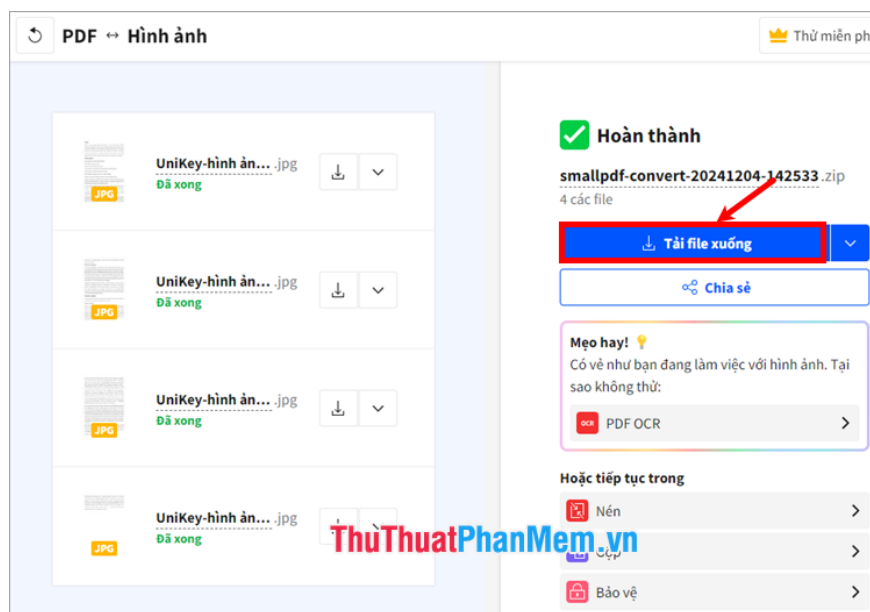 PDF ↔ Hình ảnh
Thử miễn ph
UniKey-hình ản... .jpg
Đã xong
JPG
UniKey-hình ản... .jpg
Đã xong
JPG
UniKey-hình ản... .jpg
Đã xong
JPG
UniKey-hình ản... .jpg
Đã xong
JPG
Hoàn thành
smallpdf-convert-20241204-142533.zip
4 các file
Tải file xuống
Chia sẻ
Mẹo hay!
Có vẻ như bạn đang làm việc với hình ảnh. Tại
sao không thử:
OCR PDF OCR
Hoặc tiếp tục trong
Nén
ThuThuatPhanMem.vn
Bảo vệ